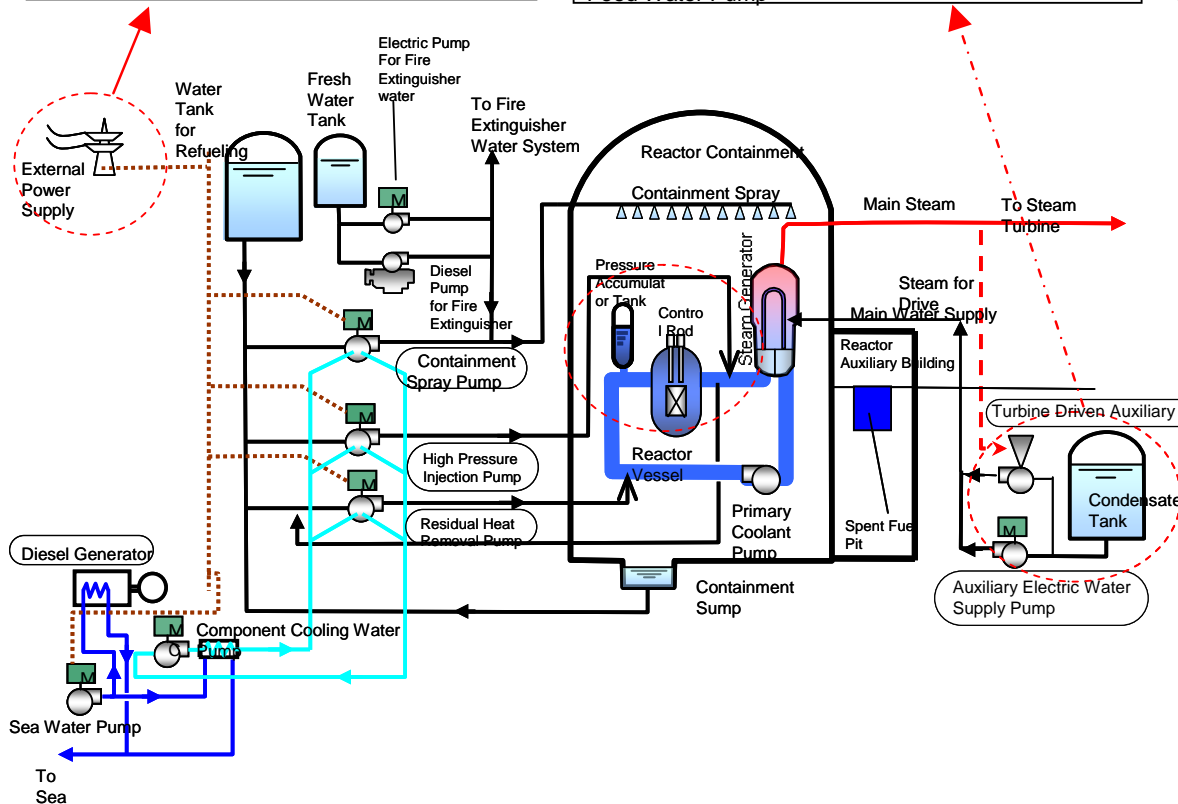 Feed Water Pump
Electric Pump
For Fire
Extinguisher
water
Water
Tank
for
Refueling
Fresh
Water
Tank
To Fire
Extinguisher
Water System
External
Power
Supply
M
Reactor Containment
Containment Spray
Main Steam
To Steam
Turbine
Diesel
Pump
for Fire
Extinguisher
Pressure
Accumulat
or Tank
Contro
l Rod
Steam Generator
Steam for
Drive
Main Water Supply
Reactor
Auxiliary Building
M
Containment
Spray Pump
M
High Pressure
Injection Pump
M
Residual Heat
Removal Pump
Reactor
Vessel
Primary
Coolant
Pump
Spent Fuel
Pit
Turbine Driven Auxiliary
Condensate
Tank
M
Auxiliary Electric Water
Supply Pump
Containment
Sump
Diesel Generator
M
Component Cooling Water
Pump
M
Sea Water Pump
To
Sea